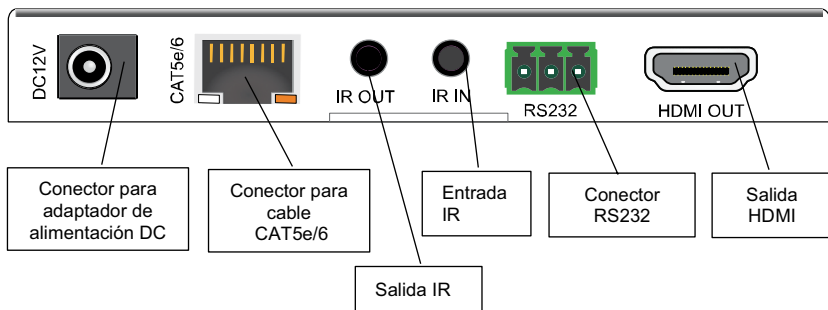 DC12V
CAT5e/6
IR OUT
IR IN
RS232
HDMI OUT
Conector para
adaptador de
alimentación DC
Conector para
cable
CAT5e/6
Entrada
IR
Conector
RS232
Salida
HDMI
Salida IR